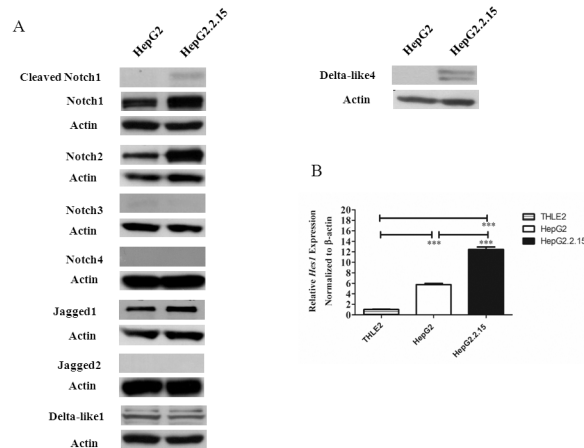 A
HepG2
HepG2.2.15
Cleaved Notch1
Notch1
Actin
Notch2
Actin
Notch3
Actin
Notch4
Actin
Jagged1
Actin
Jagged2
Actin
Delta-like1
Actin
HepG2
HepG2.2.15
Delta-like4
Actin
B
Relative Hes1 Expression
Normalized to β-actin
20
18
16
14
12
10
8
6
4
2
0
***
***
***
THLE2
HepG2
HepG2.2.15
THLE2
HepG2
HepG2.2.15